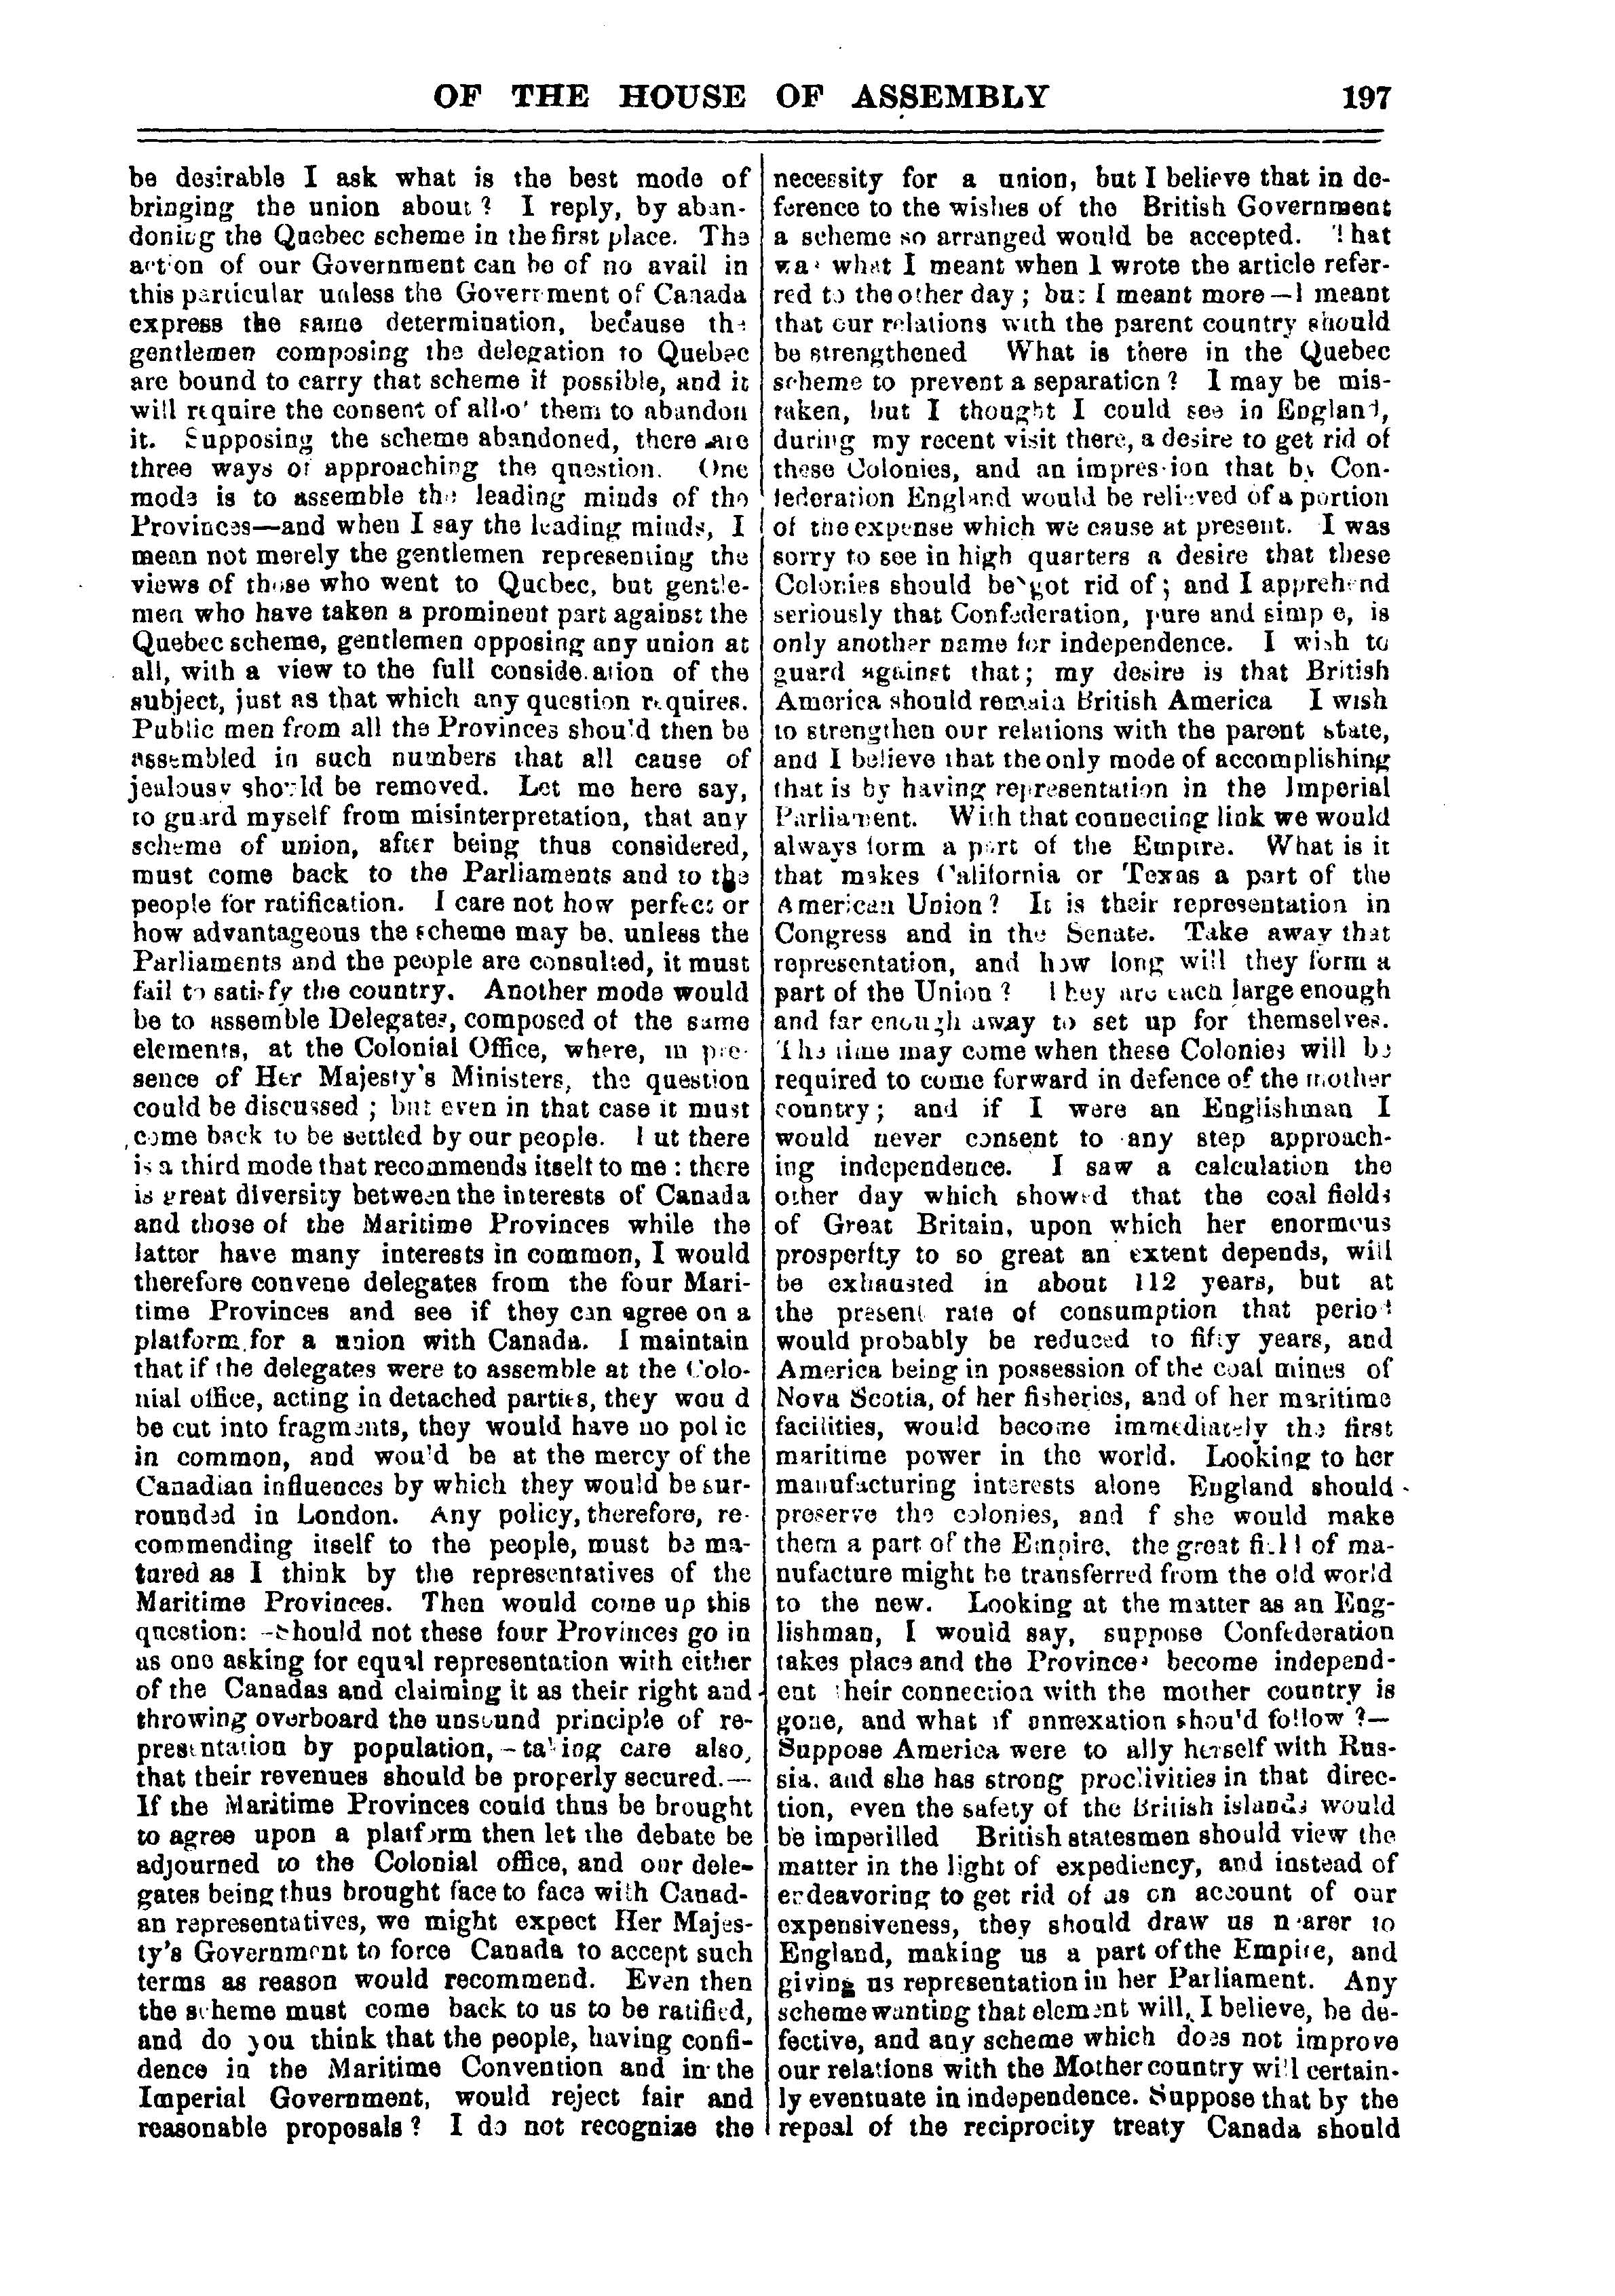 OF THE HOUSE OF ASSEMBLY 197
be desirable I ask what is the best mode of
bringing the union about? I reply, by aban-
doning the Quebec scheme in the first place. The
action of our Government can be of no avail in
this particular unless the Government of Canada
express the same determination, because the
gentlemen composing the delegation to Quebec
are bound to carry that scheme if possible, and it
will require the consent of all of them to abandon
it. Supposing the scheme abandoned, there are
three ways of approaching the question. One
mode is to assemble the leading minds of the
Provinces—and when I say the leading minds, I
mean not merely the gentlemen representing the
views of those who went to Quebec, but gentle-
men who have taken a prominent part against the
Quebec scheme, gentlemen opposing any union at
all, with a view to the full consideration of the
subject, just as that which any question requires.
Public men from all the Provinces should then be
assembled in such numbers that all cause of
jealousy should be removed. Let me here say,
to guard myself from misinterpretation, that any
scheme of union, after being thus considered,
must come back to the Parliaments and to the
people for ratification. I care not how perfect or
how advantageous the scheme may be, unless the
Parliaments and the people are consulted, it must
fail to satisfy the country. Another mode would
be to assemble Delegates, composed of the same
elements, at the Colonial Office, where, in pre-
sence of Her Majesty's Ministers, the question
could be discussed; but even in that case it must
come back to be settled by our people. But there
is a third mode that recommends itself to me: there
is great diversity between the interests of Canada
and those of the Maritime Provinces while the
latter have many interests in common, I would
therefore convene delegates from the four Mari-
time Provinces and see if they can agree on a
platform for a union with Canada. I maintain
that if the delegates were to assemble at the Colo-
nial office, acting in detached parties, they would
be cut into fragments, they would have no polic
in common, and would be at the mercy of the
Canadian influences by which they would be sur-
rounded in London. Any policy, therefore, re-
commending itself to the people, must be ma-
tured as I think by the representatives of the
Maritime Provinces. Then would come up this
question:—Should not these four Provinces go in
as one asking for equal representation with either
of the Canadas and claiming it as their right and
throwing overboard the unsound principle of re-
presentation by population,—taking care also,
that their revenues should be properly secured.—
If the Maritime Provinces could thus be brought
to agree upon a platform then let the debate be
adjourned to the Colonial office, and our dele-
gates being thus brought face to face with Canad-
an representatives, we might expect Her Majes-
ty's Government to force Canada to accept such
terms as reason would recommend. Even then
the scheme must come back to us to be ratified,
and do you think that the people, having confi-
dence in the Maritime Convention and in the
Imperial Government, would reject fair and
reasonable proposals? I do not recognize the
necessity for a union, but I believe that in de-
ference to the wishes of the British Government
a scheme so arranged would be accepted. That
was what I meant when I wrote the article refer-
red to the other day; but I meant more—I meant
that our relations with the parent country should
be strengthened What is there in the Quebec
scheme to prevent a separation? I may be mis-
taken, but I thought I could see in England,
during my recent visit there, a desire to get rid of
these Colonies, and an impression that by Con-
federation England would be relieved of a portion
of the expense which we cause at present. I was
sorry to see in high quarters a desire that these
Colonies should be got rid of; and I apprehend
seriously that Confederation, pure and simple, is
only another name for independence. I wish to
guard against that; my desire is that British
America should remain British America I wish
to strengthen our relations with the parent state,
and I believe that the only mode of accomplishing
that is by having representation in the Imperial
Parliament. With that connecting link we would
always form a part of the Empire. What is it
that makes California or Texas a part of the
American Union? It is their representation in
Congress and in the Senate. Take away that
representation, and how long will they form a
part of the Union? They are each large enough
and far enough away to set up for themselves.
The time may come when these Colonies will be
required to come forward in defence of the mother
country; and if I were an Englishman I
would never consent to any step approach-
ing independence. I saw a calculation the
other day which showed that the coal fields
of Great Britain, upon which her enormous
prosperity to so great an extent depends, will
be exhausted in about 112 years, but at
the present rate of consumption that period
would probably be reduced to fifty years, and
America being in possession of the coal mines of
Nova Scotia, of her fisheries, and of her maritime
facilities, would become immediately the first
maritime power in the world. Looking to her
manufacturing interests alone England should
preserve the colonies, and f she would make
them a part of the Empire, the great field of ma-
nufacture might be transferred from the old world
to the new. Looking at the matter as an Eng-
lishman, I would say, suppose Confederation
takes place and the Provinces become independ-
ent their connection with the mother country is
gone, and what if annexation should follow?—
Suppose America were to ally herself with Rus-
sia, and she has strong proclivities in that direc-
tion, even the safety of the British islands would
be imperilled British statesmen should view the
matter in the light of expediency, and instead of
endeavoring to get rid of us on account of our
expensiveness, they should draw us nearer to
England, making us a part of the Empire, and
giving us representation in her Parliament. Any
scheme wanting that element will, I believe, be de-
fective, and any scheme which does not improve
our relations with the Mother country will certain-
ly eventuate in independence. Suppose that by the
repeal of the reciprocity treaty Canada should